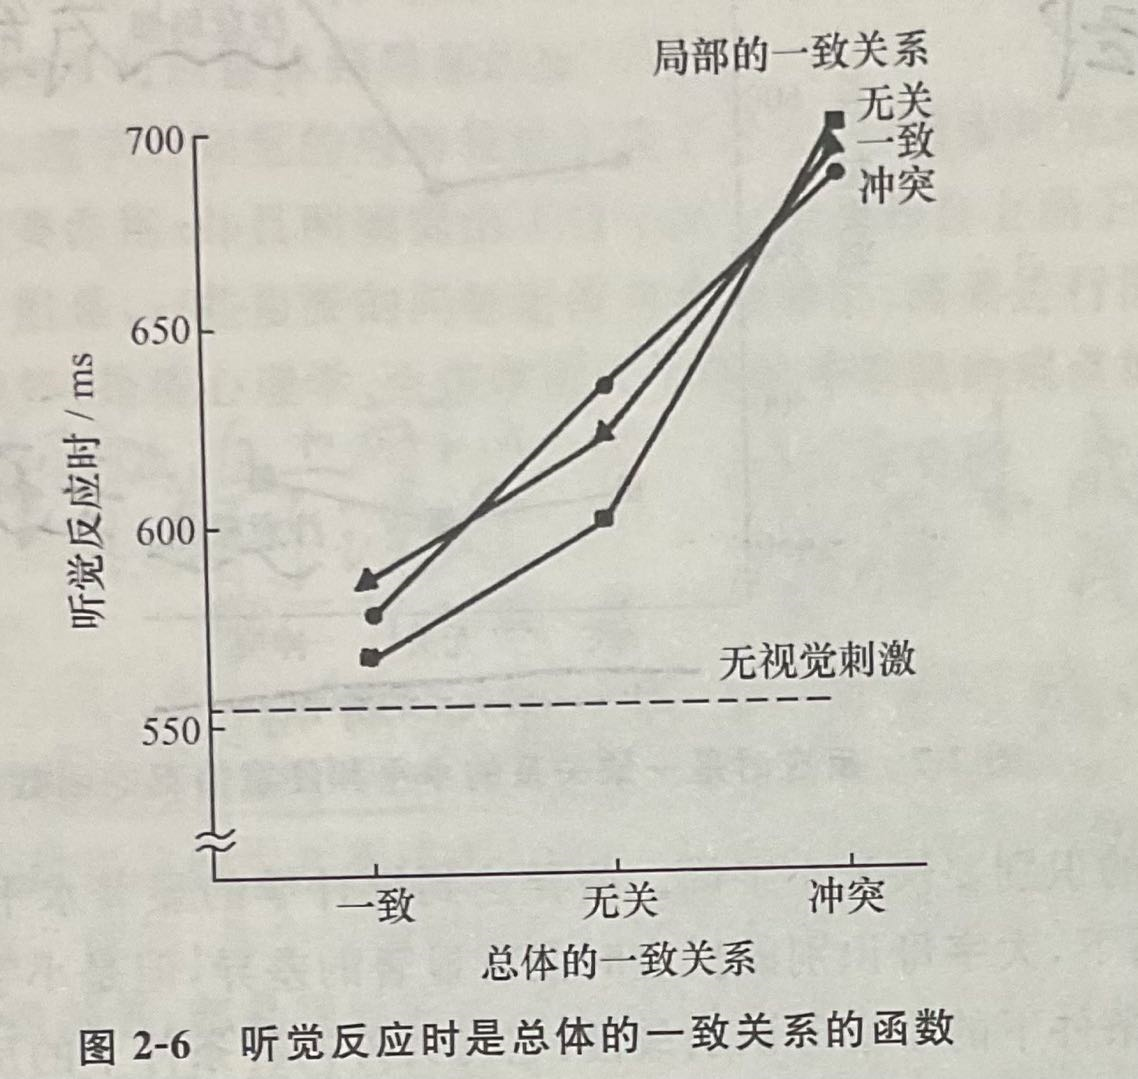 局部的一致关系
无关
一致
冲突
700
650
600
550
听觉反应时/ms
无视觉刺激
一致 无关 冲突
总体的一致关系
图 2-6 听觉反应时是总体的一致关系的函数